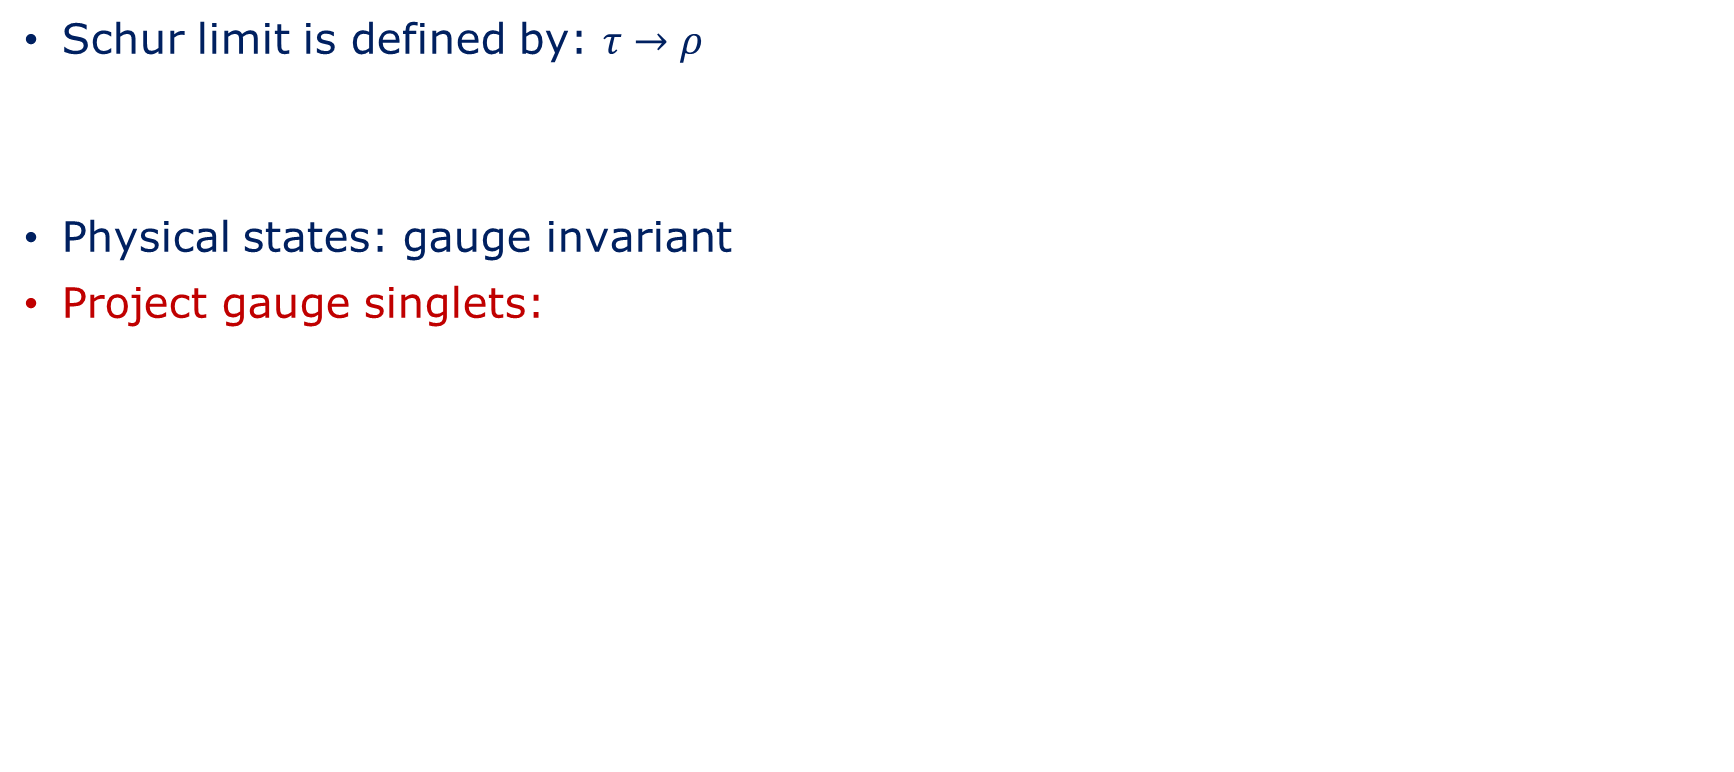 • Schur limit is defined by: τ → ρ
• Physical states: gauge invariant
• Project gauge singlets: